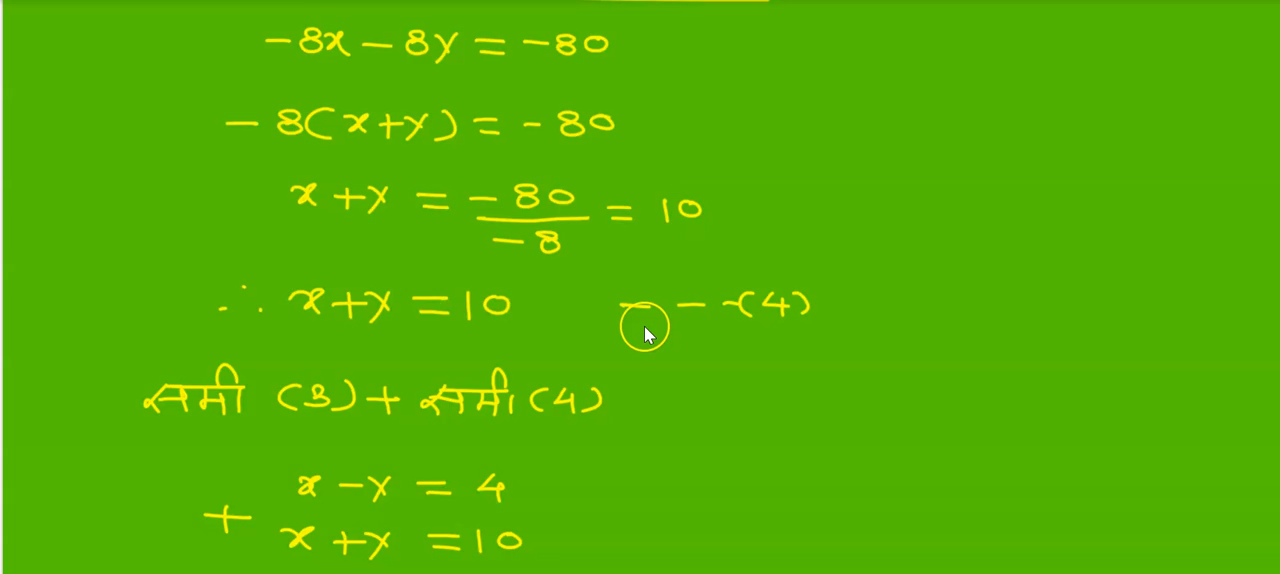 -8x - 8y = -80
-8(x+y) = -80
x+y = -80/-8 = 10
∴ x+y = 10 - - -(4)
समी (3) + समी (4)
x - y = 4
+ x + y = 10